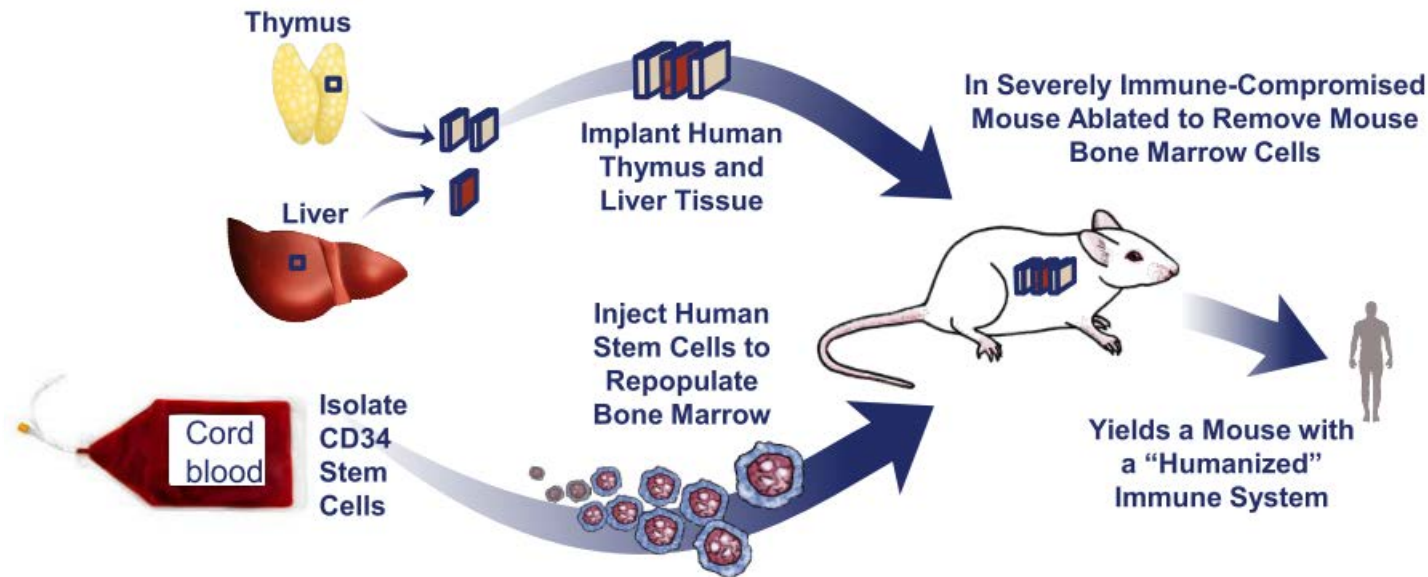 Thymus
Liver
Implant Human
Thymus and
Liver Tissue
In Severely Immune-Compromised
Mouse Ablated to Remove Mouse
Bone Marrow Cells
Cord
blood
Isolate
CD34
Stem
Cells
Inject Human
Stem Cells to
Repopulate
Bone Marrow
Yields a Mouse with
a “Humanized”
Immune System